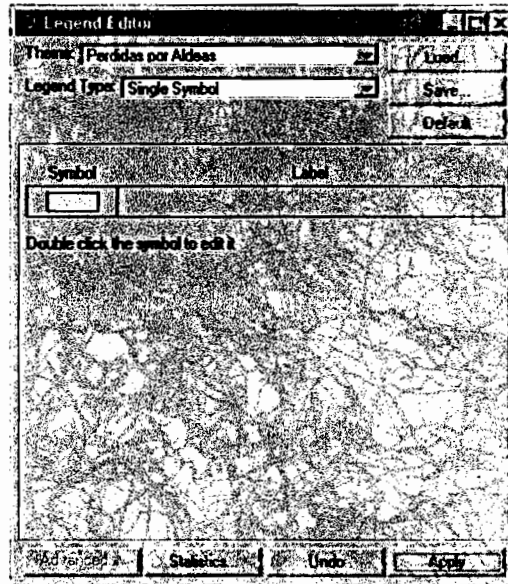 Legend Editor
Theme: Perdidas por Aldeas
Load...
Legend Type: Single Symbol
Save...
Default
Symbol Label
Double click the symbol to edit it
Advanced... Statistics... Undo Apply